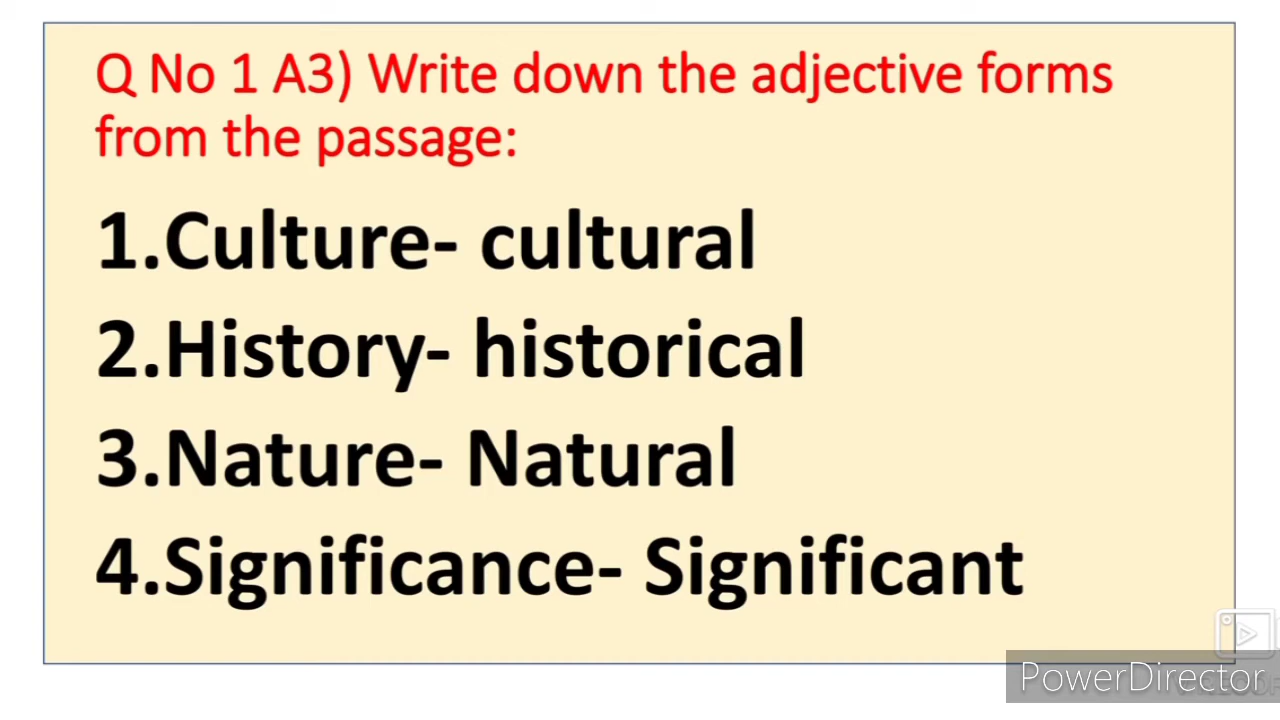 Q No 1 A3) Write down the adjective forms
from the passage:
1.Culture- cultural
2.History- historical
3.Nature- Natural
4.Significance- Significant
PowerDirector